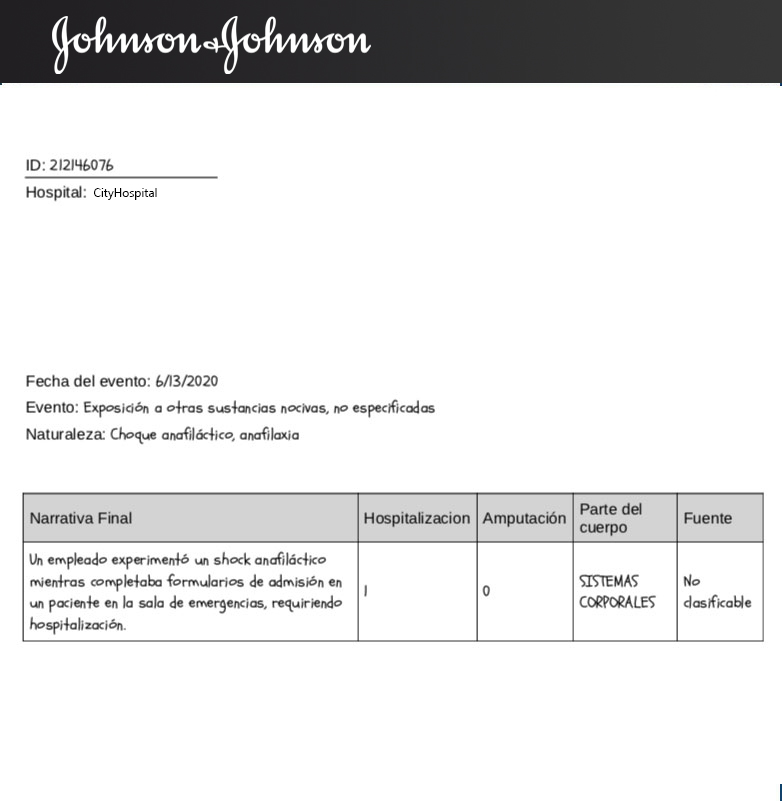 Johnson&Johnson
ID: 212146076
Hospital: CityHospital
Fecha del evento: 6/13/2020
Evento: Exposición a otras sustancias nocivas, no especificadas
Naturaleza: Choque anafiláctico, anafilaxia
Narrativa Final Hospitalizacion Amputación Parte del cuerpo Fuente
Un empleado experimentó un shock anafiláctico
mientras completaba formularios de admisión en
un paciente en la sala de emergencias, requiriendo
hospitalización.
1
0
SISTEMAS
CORPORALES
No
clasificable